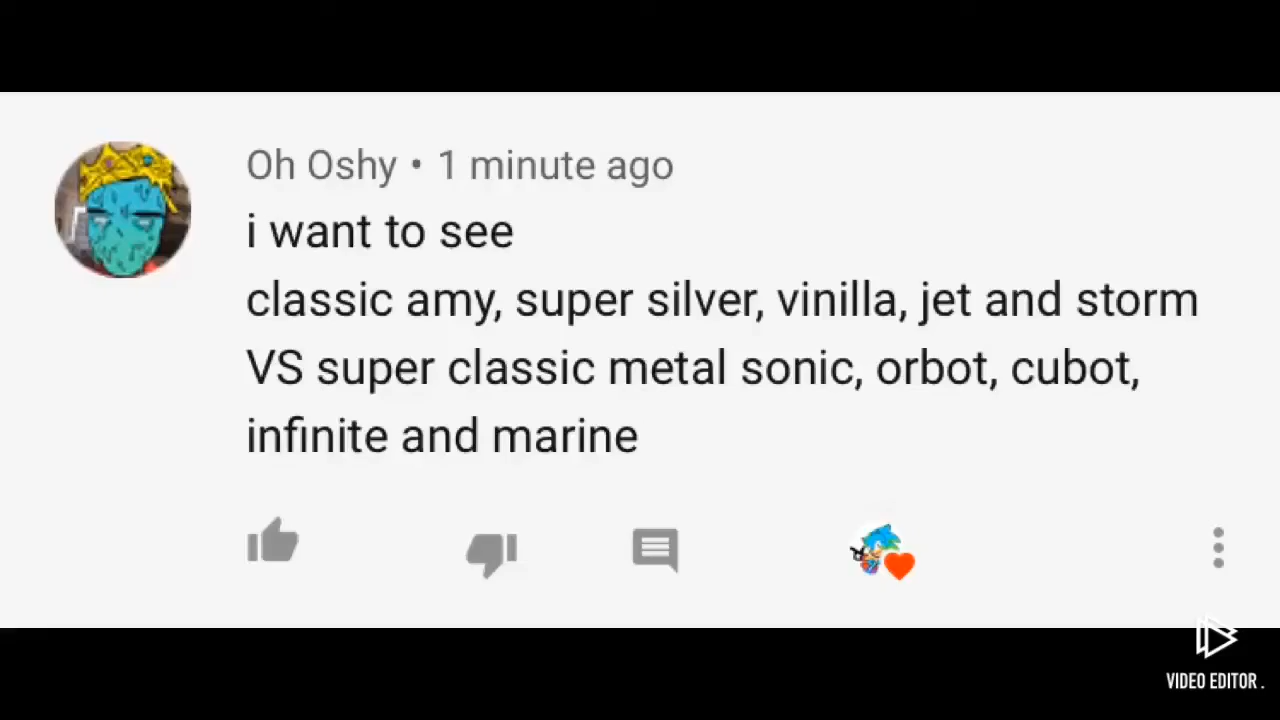 Oh Oshy • 1 minute ago
i want to see
classic amy, super silver, vinilla, jet and storm
VS super classic metal sonic, orbot, cubot,
infinite and marine
VIDEO EDITOR .